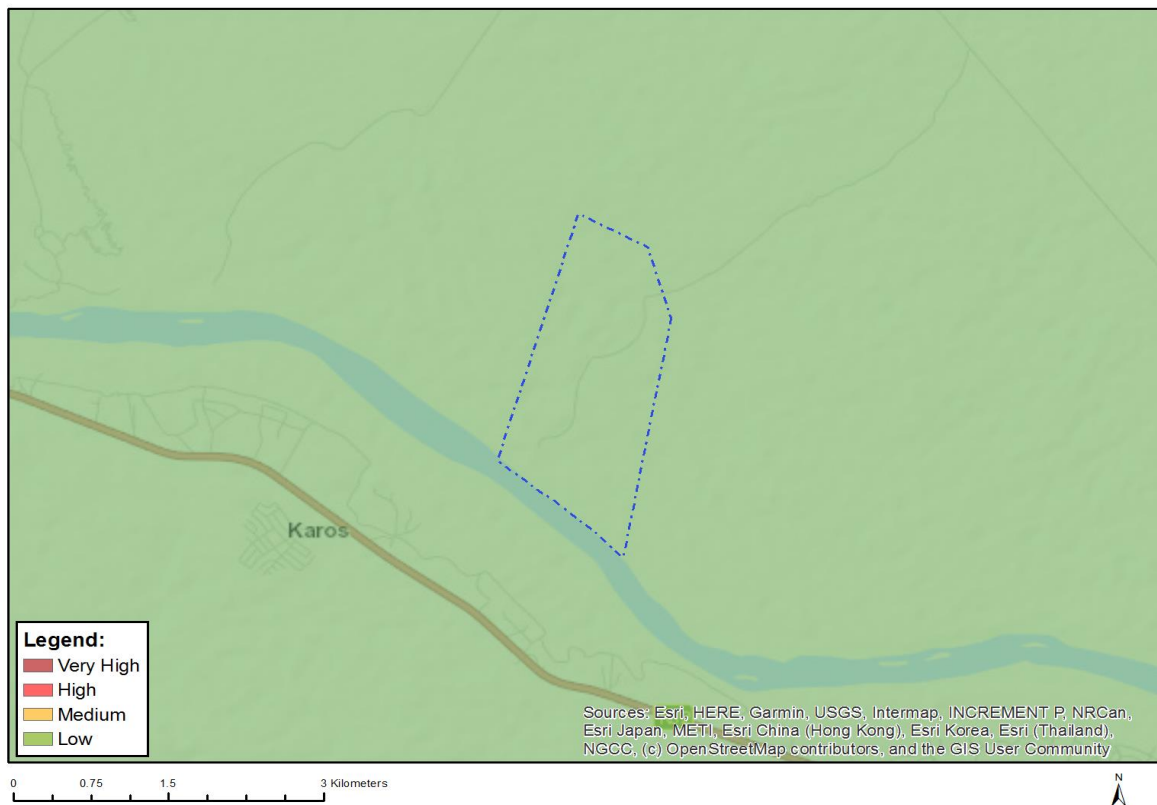 Karos
Legend:
Very High
High
Medium
Low
Sources: Esri, HERE, Garmin, USGS, Intermap, INCREMENT P, NRCan,
Esri Japan, METI, Esri China (Hong Kong), Esri Korea, Esri (Thailand),
NGCC, (c) OpenStreetMap contributors, and the GIS User Community
0 0.75 1.5 3 Kilometers
N